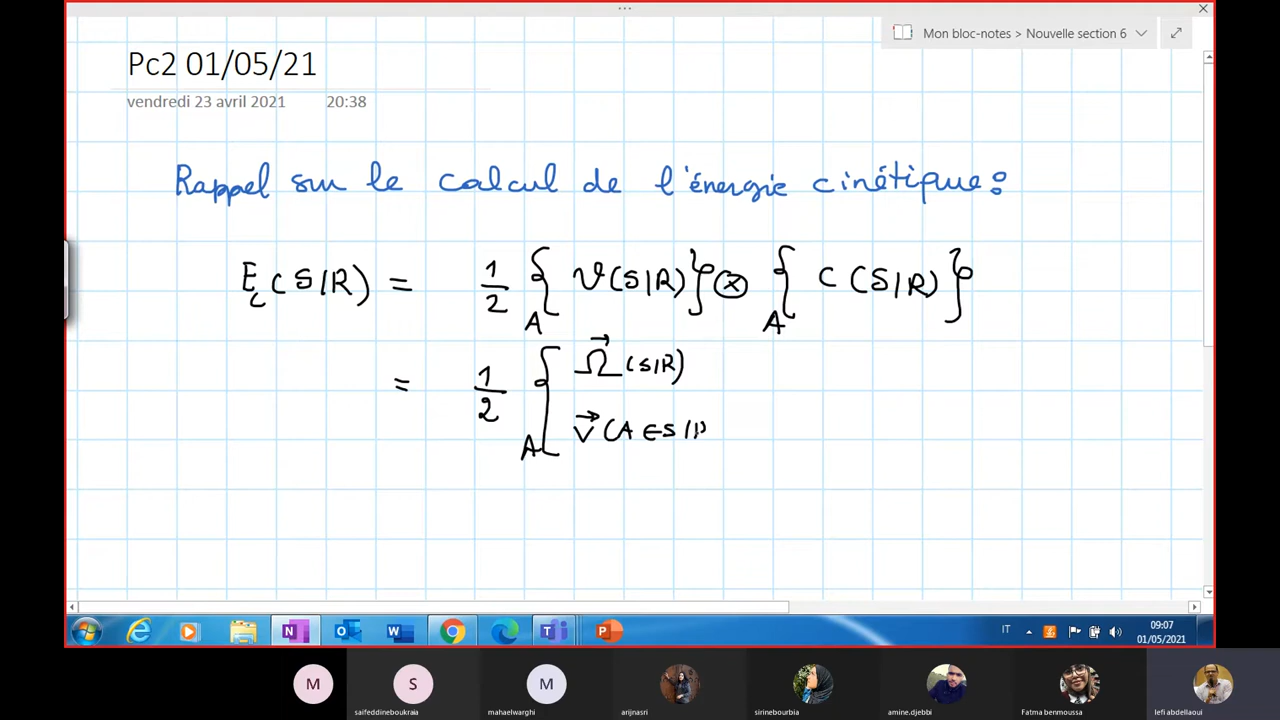 Mon bloc-notes > Nouvelle section 6
Pc2 01/05/21
vendredi 23 avril 2021 20:38
Rappel sur le calcul de l'énergie cinétique :
Ec(S/R) = 1/2 {V(S/R)}A ⊗ {C(S/R)}A
= 1/2 A{ Ω⃗(S/R)
V⃗(A∈S/
IT
09:07
01/05/2021
M
S
M
saifeddineboukraia
mahaelwarghi
arijnasri
sirinebourbia
amine.djebbi
Fatma benmoussa
lefi abdellaoui